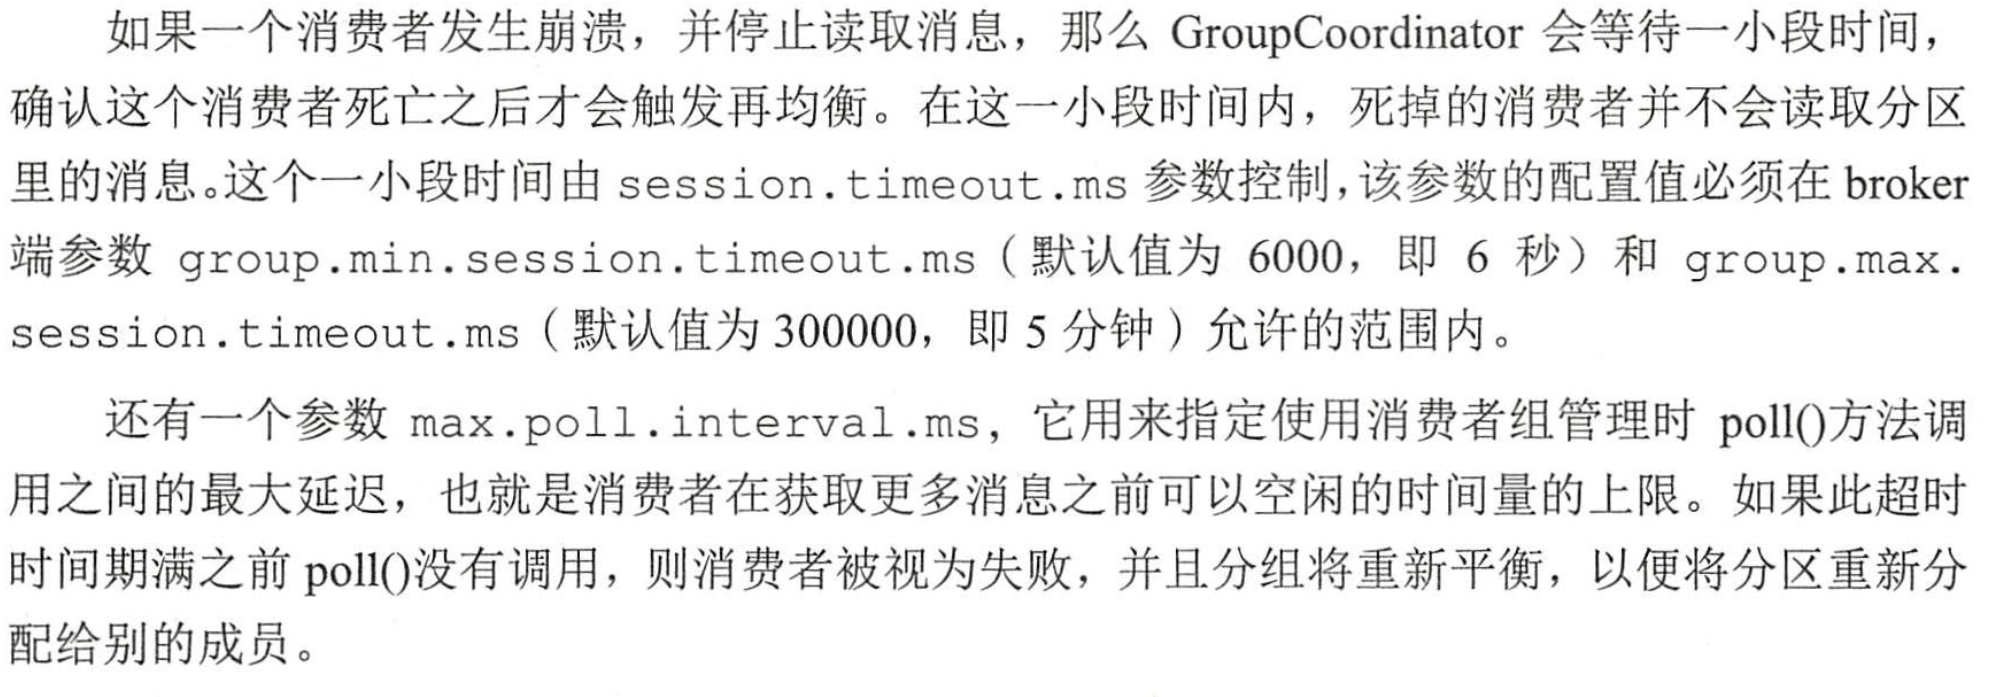 如果一个消费者发生崩溃，并停止读取消息，那么 GroupCoordinator 会等待一小段时间，
确认这个消费者死亡之后才会触发再均衡。在这一小段时间内，死掉的消费者并不会读取分区
里的消息。这个一小段时间由 session.timeout.ms 参数控制，该参数的配置值必须在 broker
端参数 group.min.session.timeout.ms（默认值为 6000，即 6 秒）和 group.max.
session.timeout.ms（默认值为 300000，即 5 分钟）允许的范围内。
还有一个参数 max.poll.interval.ms，它用来指定使用消费者组管理时 poll()方法调
用之间的最大延迟，也就是消费者在获取更多消息之前可以空闲的时间量的上限。如果此超时
时间期满之前 poll()没有调用，则消费者被视为失败，并且分组将重新平衡，以便将分区重新分
配给别的成员。